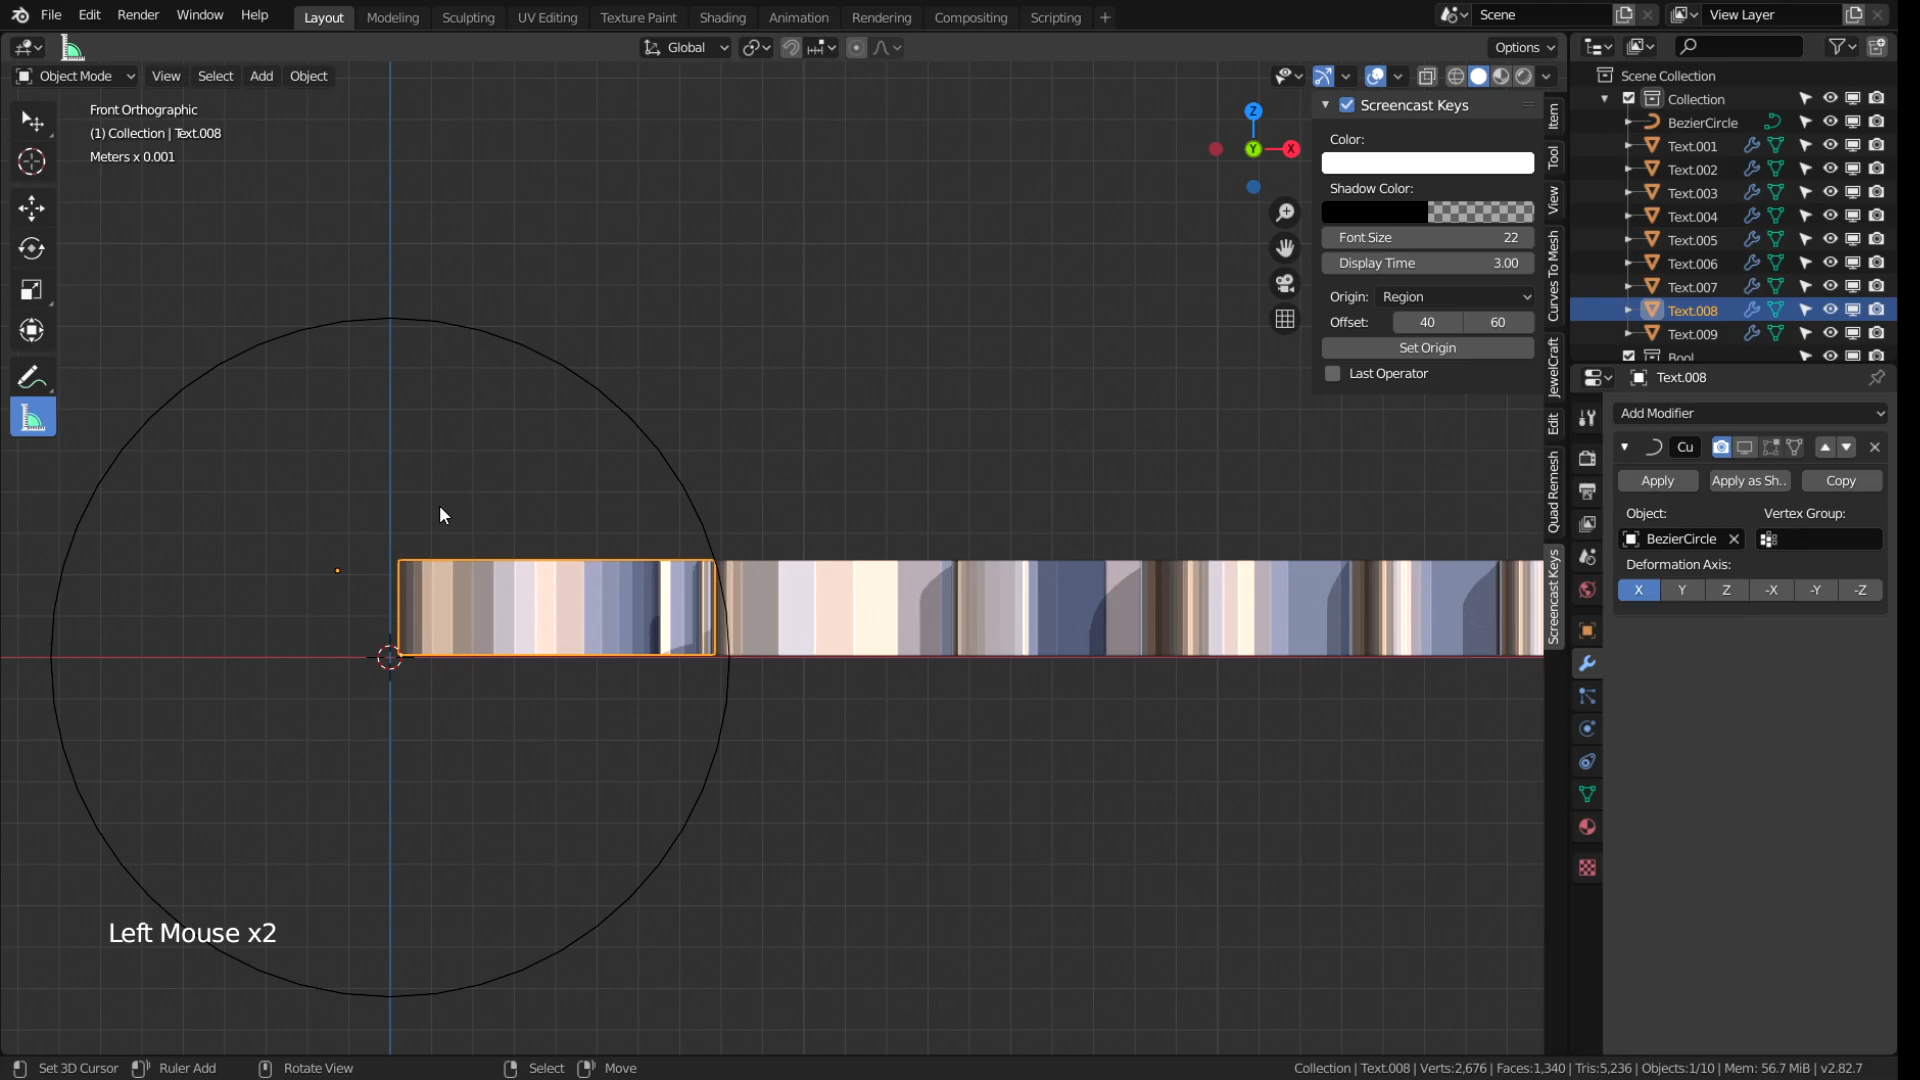 File Edit Render Window Help Layout Modeling Sculpting UV Editing Texture Paint Shading Animation Rendering Compositing Scripting + Scene View Layer
Global Options
Object Mode View Select Add Object
Front Orthographic
(1) Collection | Text.008
Meters x 0.001
Z
Y
X
Screencast Keys
Color:
Shadow Color:
Font Size 22
Display Time 3.00
Origin: Region
Offset: 40 60
Set Origin
Last Operator
Item
Tool
View
Curves To Mesh
JewelCraft
Edit
Quad Remesh
Screencast Keys
Scene Collection
Collection
BezierCircle
Text.001
Text.002
Text.003
Text.004
Text.005
Text.006
Text.007
Text.008
Text.009
Bool
Text.008
Add Modifier
Cu
Apply Apply as Sh.. Copy
Object: Vertex Group:
BezierCircle
Deformation Axis:
X Y Z -X -Y -Z
Left Mouse x2
Set 3D Cursor Ruler Add Rotate View Select Move Collection | Text.008 | Verts:2,676 | Faces:1,340 | Tris:5,236 | Objects:1/10 | Mem: 56.7 MiB | v2.82.7